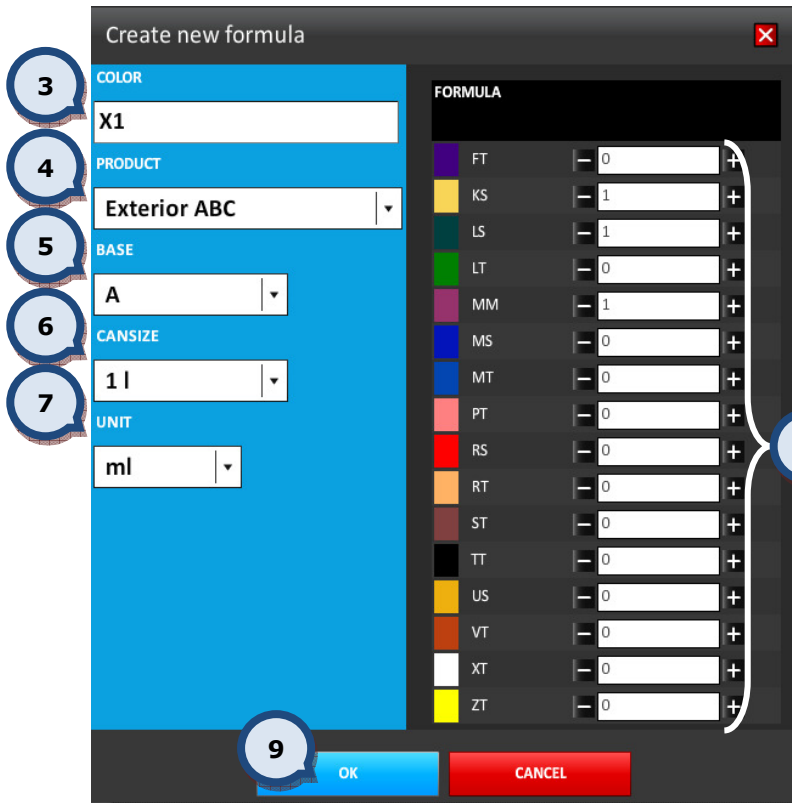 Create new formula
3
COLOR
X1
4
PRODUCT
Exterior ABC
5
BASE
A
6
CANSIZE
1 l
7
UNIT
ml
FORMULA
FT 0
KS 1
LS 1
LT 0
MM 1
MS 0
MT 0
PT 0
RS 0
RT 0
ST 0
TT 0
US 0
VT 0
XT 0
ZT 0
9
OK
CANCEL